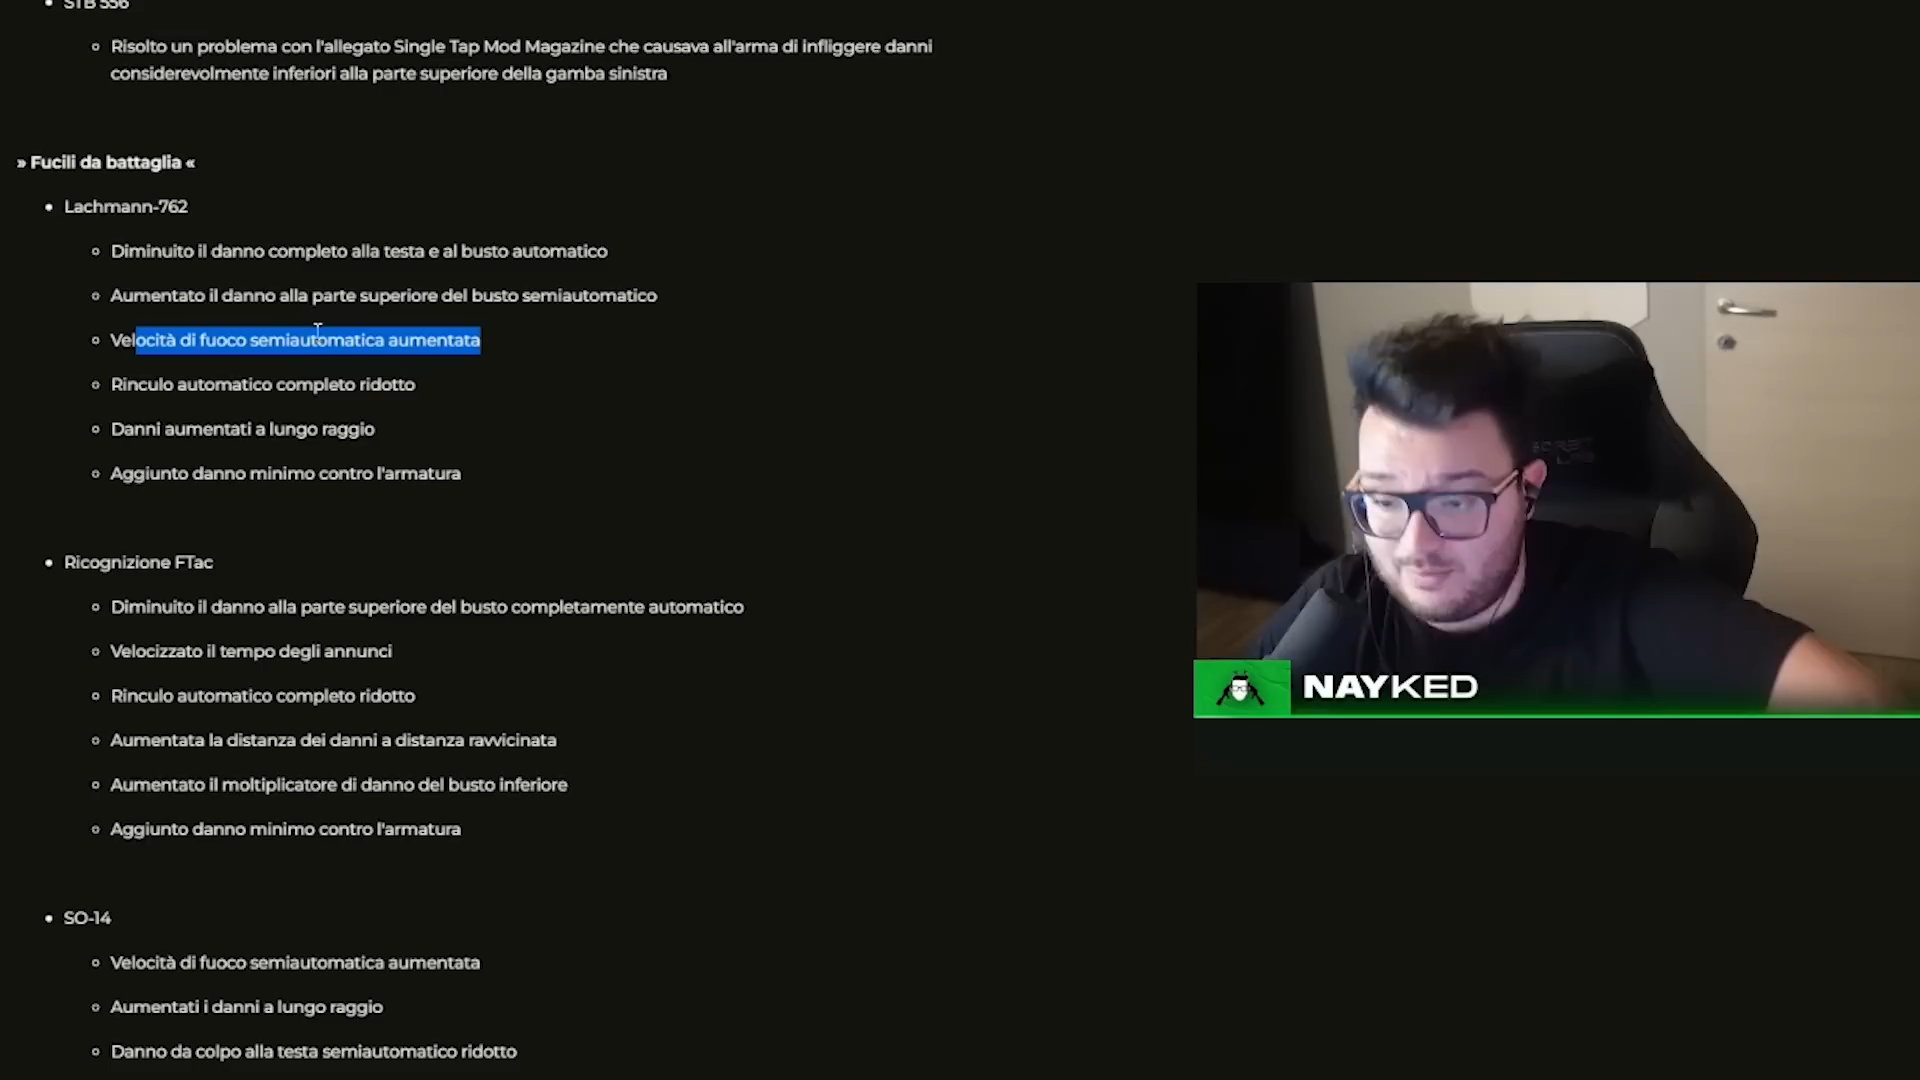 STB 556
Risolto un problema con l'allegato Single Tap Mod Magazine che causava all'arma di infliggere danni
considerevolmente inferiori alla parte superiore della gamba sinistra
» Fucili da battaglia «
Lachmann-762
Diminuito il danno completo alla testa e al busto automatico
Aumentato il danno alla parte superiore del busto semiautomatico
Velocità di fuoco semiautomatica aumentata
Rinculo automatico completo ridotto
Danni aumentati a lungo raggio
Aggiunto danno minimo contro l'armatura
Ricognizione FTac
Diminuito il danno alla parte superiore del busto completamente automatico
Velocizzato il tempo degli annunci
Rinculo automatico completo ridotto
Aumentata la distanza dei danni a distanza ravvicinata
Aumentato il moltiplicatore di danno del busto inferiore
Aggiunto danno minimo contro l'armatura
SO-14
Velocità di fuoco semiautomatica aumentata
Aumentati i danni a lungo raggio
Danno da colpo alla testa semiautomatico ridotto
NAYKED